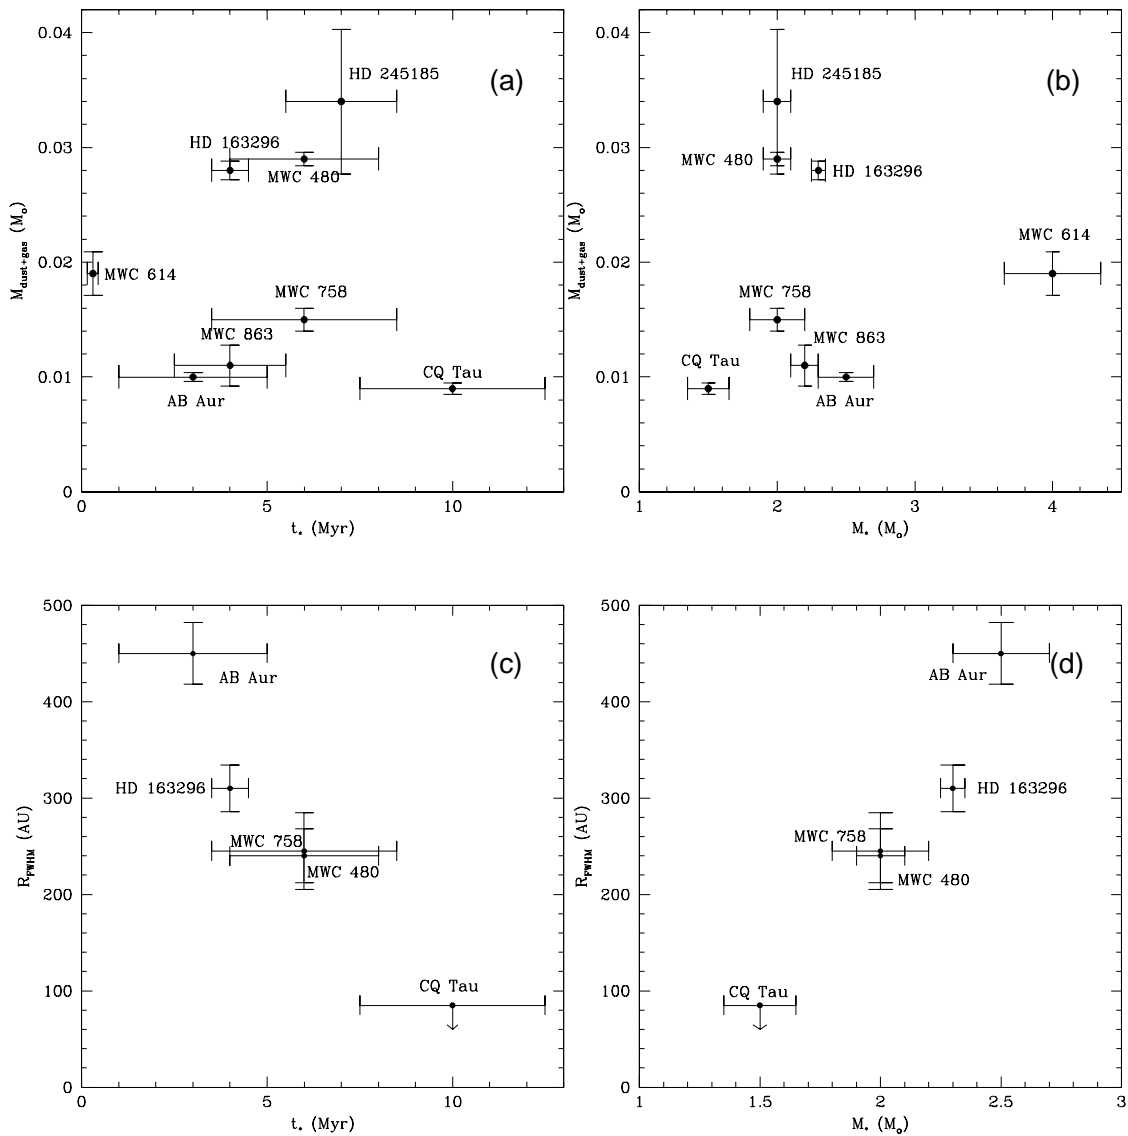 0.04
0.03
0.02
0.01
0
M_dust+gas (M_o)
(a)
HD 245185
HD 163296
MWC 480
MWC 614
MWC 758
MWC 863
AB Aur
CQ Tau
0 5 10
t_* (Myr)
0.04
0.03
0.02
0.01
0
M_dust+gas (M_o)
(b)
HD 245185
MWC 480
HD 163296
MWC 614
MWC 758
MWC 863
CQ Tau
AB Aur
1 2 3 4
M_* (M_o)
500
400
300
200
100
0
R_FWHM (AU)
(c)
AB Aur
HD 163296
MWC 758
MWC 480
CQ Tau
0 5 10
t_* (Myr)
500
400
300
200
100
0
R_FWHM (AU)
(d)
AB Aur
HD 163296
MWC 758
MWC 480
CQ Tau
1 1.5 2 2.5 3
M_* (M_o)